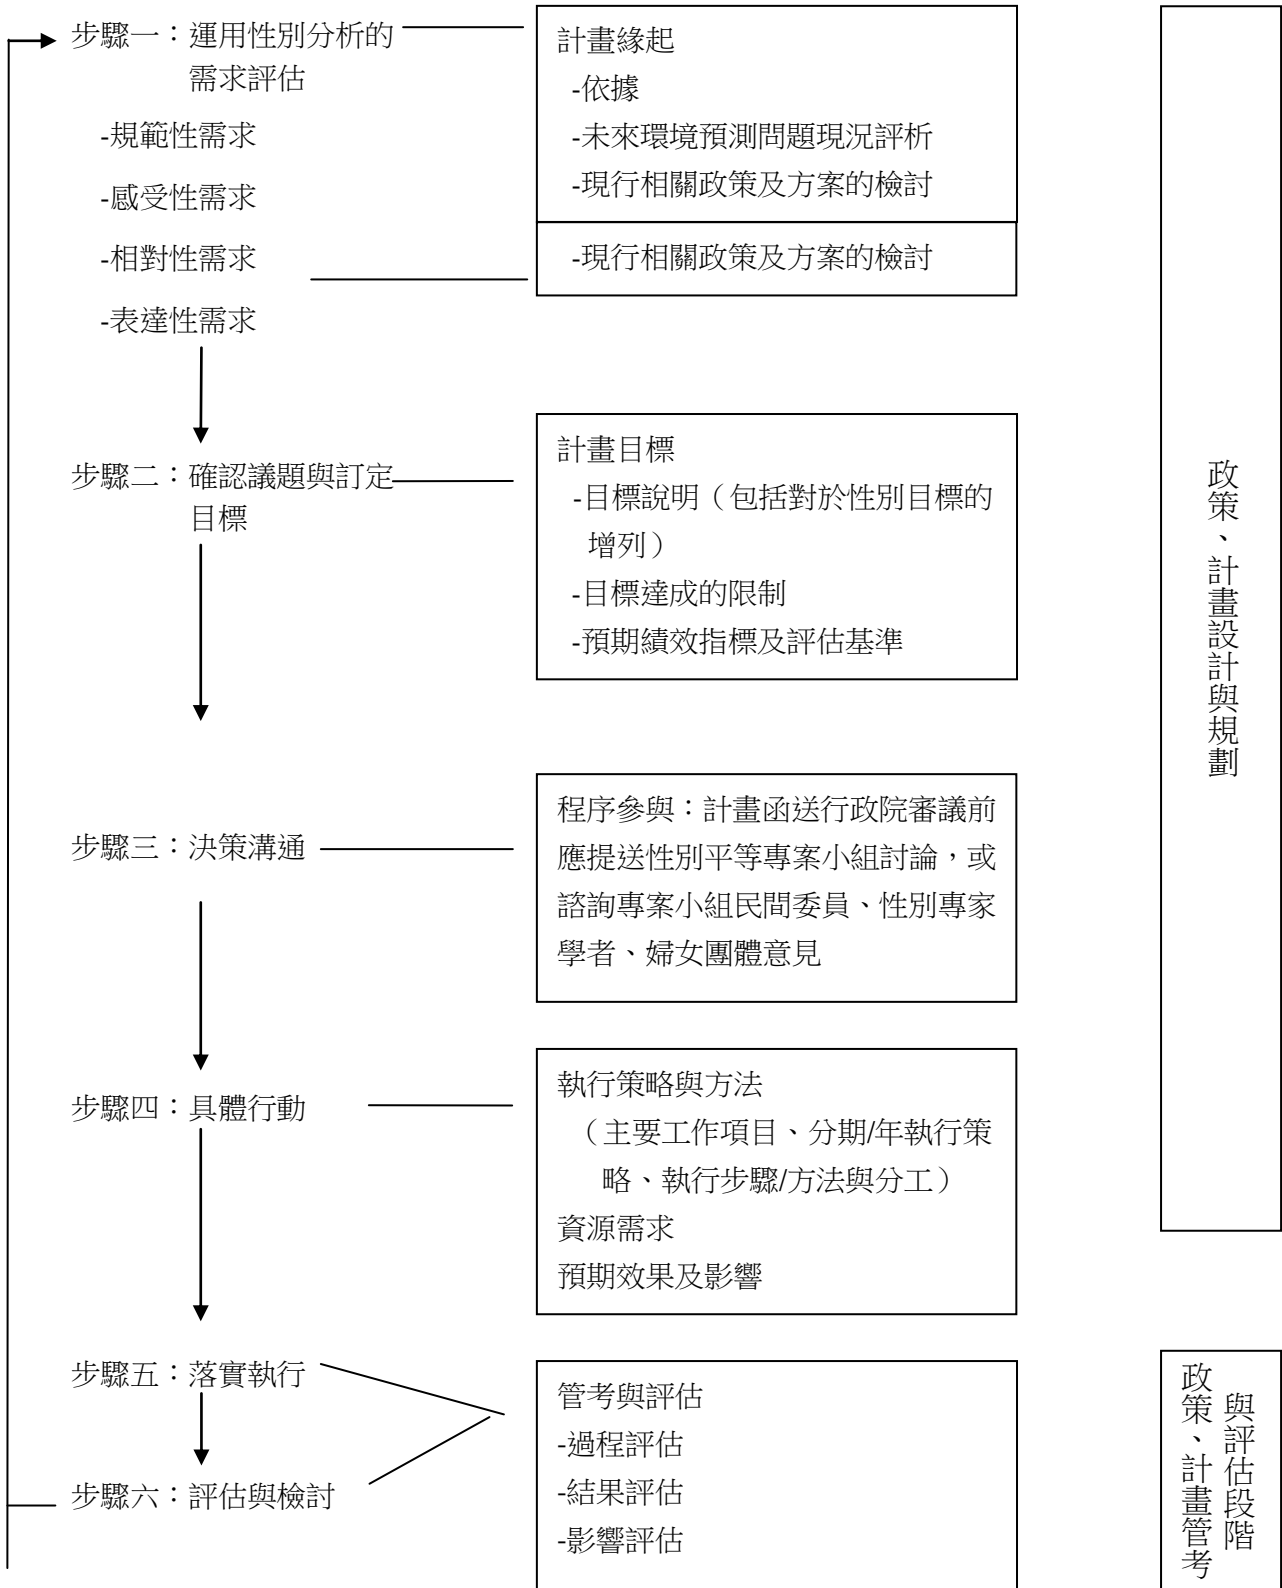 步驟一：運用性別分析的
需求評估
-規範性需求
-感受性需求
-相對性需求
-表達性需求
計畫緣起
-依據
-未來環境預測問題現況評析
-現行相關政策及方案的檢討
-現行相關政策及方案的檢討
步驟二：確認議題與訂定
目標
計畫目標
-目標說明（包括對於性別目標的
增列）
-目標達成的限制
-預期績效指標及評估基準
步驟三：決策溝通
程序參與：計畫函送行政院審議前
應提送性別平等專案小組討論，或
諮詢專案小組民間委員、性別專家
學者、婦女團體意見
步驟四：具體行動
執行策略與方法
（主要工作項目、分期/年執行策
略、執行步驟/方法與分工）
資源需求
預期效果及影響
步驟五：落實執行
步驟六：評估與檢討
管考與評估
-過程評估
-結果評估
-影響評估
政策、計畫設計與規劃
政策、計畫管考
與評估段階